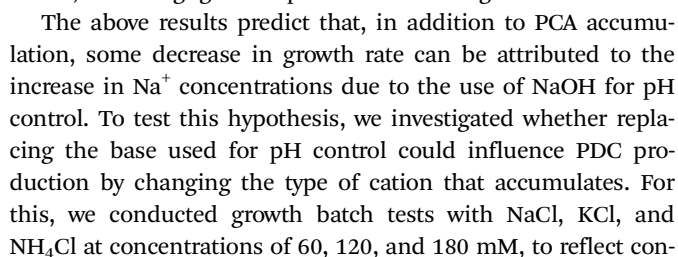 The above results predict that, in addition to PCA accumu-
lation, some decrease in growth rate can be attributed to the
increase in Na⁺ concentrations due to the use of NaOH for pH
control. To test this hypothesis, we investigated whether repla-
cing the base used for pH control could influence PDC pro-
duction by changing the type of cation that accumulates. For
this, we conducted growth batch tests with NaCl, KCl, and
NH₄Cl at concentrations of 60, 120, and 180 mM, to reflect con-